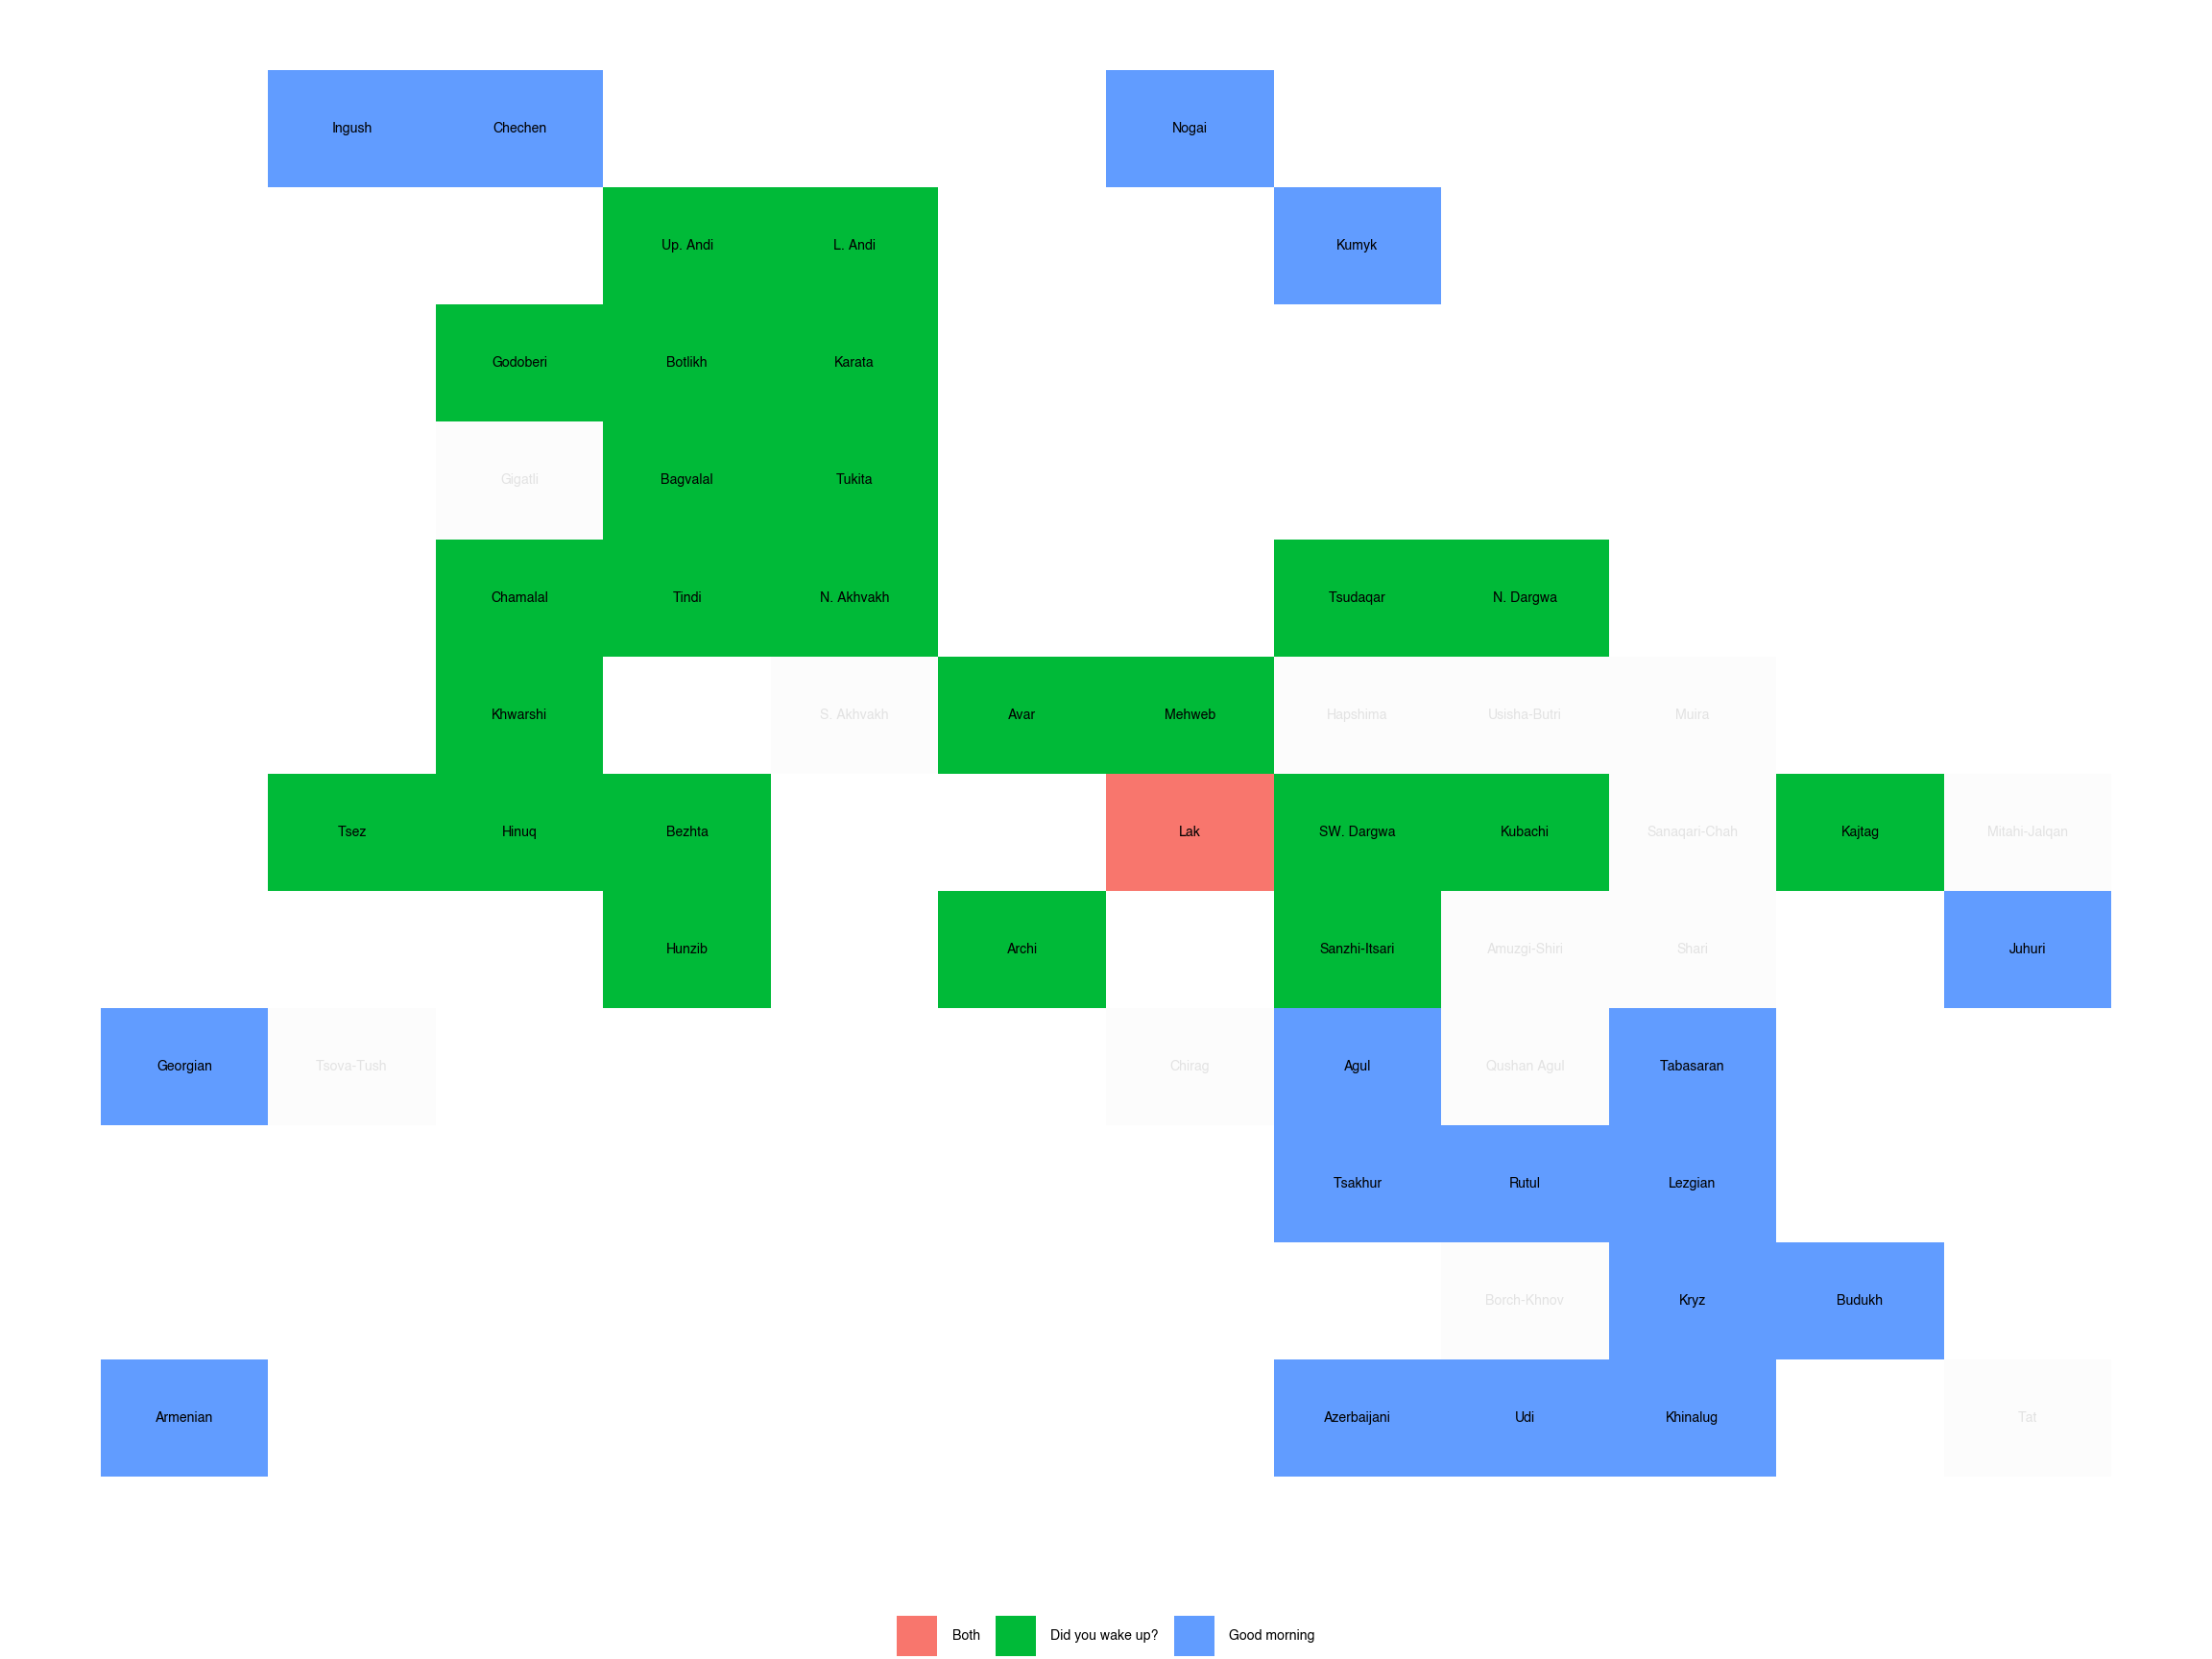 Ingush Chechen Nogai
Up. Andi L. Andi Kumyk
Godoberi Botlikh Karata
Gigatli Bagvalal Tukita
Chamalal Tindi N. Akhvakh Tsudaqar N. Dargwa
Khwarshi S. Akhvakh Avar Mehweb Hapshima Usisha-Butri Muira
Tsez Hinuq Bezhta Lak SW. Dargwa Kubachi Sanaqari-Chah Kajtag Mitahi-Jalqan
Hunzib Archi Sanzhi-Itsari Amuzgi-Shiri Shari Juhuri
Georgian Tsova-Tush Chirag Agul Qushan Agul Tabasaran
Tsakhur Rutul Lezgian
Borch-Khnov Kryz Budukh
Armenian Azerbaijani Udi Khinalug Tat
Both Did you wake up? Good morning